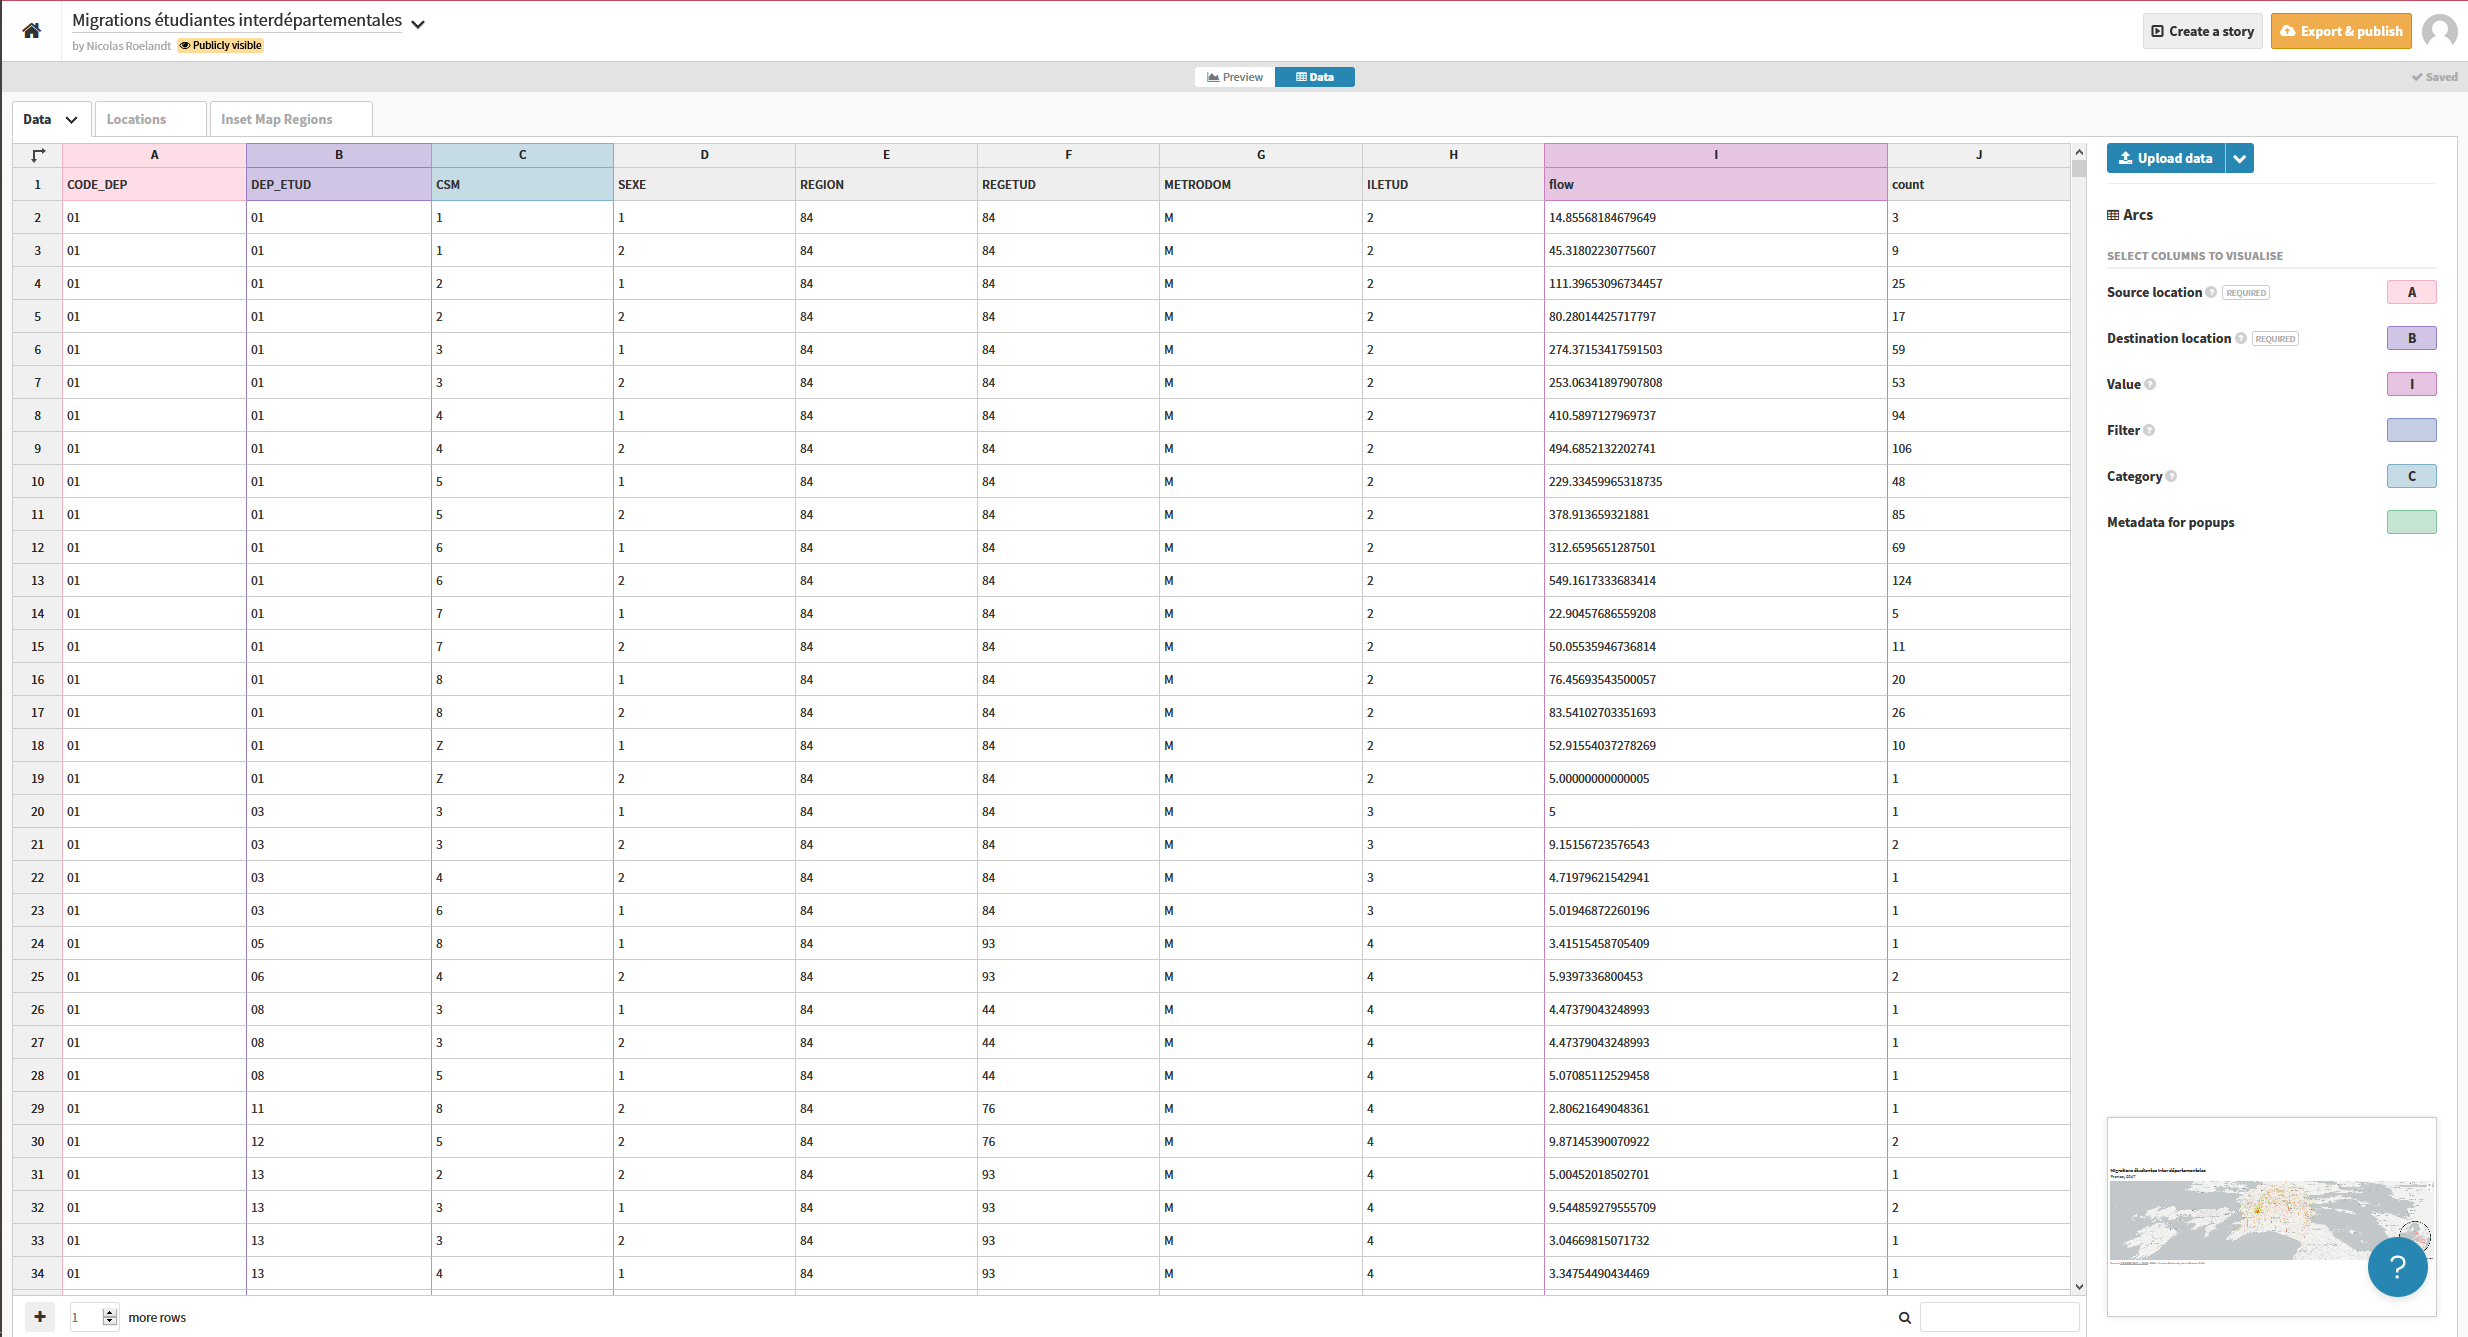 Migrations étudiantes interdépartementales
by Nicolas Roelandt Publicly visible
Create a story
Export & publish
Preview Data
Saved
Data Locations Inset Map Regions
A B C D E F G H I J
1 CODE_DEP DEP_ETUD CSM SEXE REGION REGETUD METRODOM ILETUD flow count
2 01 01 1 1 84 84 M 2 14.85568184679649 3
3 01 01 1 2 84 84 M 2 45.31802230775607 9
4 01 01 2 1 84 84 M 2 111.39653096734457 25
5 01 01 2 2 84 84 M 2 80.28014425717797 17
6 01 01 3 1 84 84 M 2 274.37153417591503 59
7 01 01 3 2 84 84 M 2 253.06341897907808 53
8 01 01 4 1 84 84 M 2 410.5897127969737 94
9 01 01 4 2 84 84 M 2 494.6852132202741 106
10 01 01 5 1 84 84 M 2 229.33459965318735 48
11 01 01 5 2 84 84 M 2 378.913659321881 85
12 01 01 6 1 84 84 M 2 312.6595651287501 69
13 01 01 6 2 84 84 M 2 549.1617333683414 124
14 01 01 7 1 84 84 M 2 22.90457686559208 5
15 01 01 7 2 84 84 M 2 50.05535946736814 11
16 01 01 8 1 84 84 M 2 76.45693543500057 20
17 01 01 8 2 84 84 M 2 83.54102703351693 26
18 01 01 Z 1 84 84 M 2 52.91554037278269 10
19 01 01 Z 2 84 84 M 2 5.00000000000005 1
20 01 03 3 1 84 84 M 3 5 1
21 01 03 3 2 84 84 M 3 9.15156723576543 2
22 01 03 4 2 84 84 M 3 4.71979621542941 1
23 01 03 6 1 84 84 M 3 5.01946872260196 1
24 01 05 8 1 84 93 M 4 3.41515458705409 1
25 01 06 4 2 84 93 M 4 5.9397336800453 2
26 01 08 3 1 84 44 M 4 4.47379043248993 1
27 01 08 3 2 84 44 M 4 4.47379043248993 1
28 01 08 5 1 84 44 M 4 5.07085112529458 1
29 01 11 8 2 84 76 M 4 2.80621649048361 1
30 01 12 5 2 84 76 M 4 9.87145390070922 2
31 01 13 2 2 84 93 M 4 5.00452018502701 1
32 01 13 3 1 84 93 M 4 9.544859279555709 2
33 01 13 3 2 84 93 M 4 3.04669815071732 1
34 01 13 4 1 84 93 M 4 3.34754490434469 1
+ 1 more rows
Upload data
Arcs
SELECT COLUMNS TO VISUALISE
Source location ? REQUIRED A
Destination location ? REQUIRED B
Value ? I
Filter ?
Category ? C
Metadata for popups
Migrations étudiantes interdépartementales
France, 2017
?